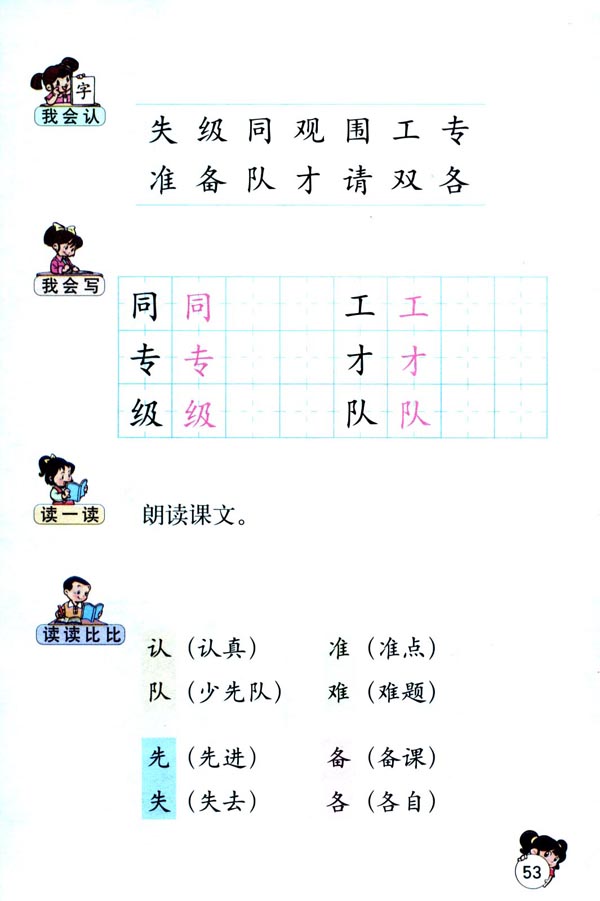 字
我会认
失 级 同 观 围 工 专
准 备 队 才 请 双 各
我会写
同 同 工 工
专 专 才 才
级 级 队 队
读一读
朗读课文。
读读比比
认（认真） 准（准点）
队（少先队） 难（难题）
先（先进） 备（备课）
失（失去） 各（各自）
53